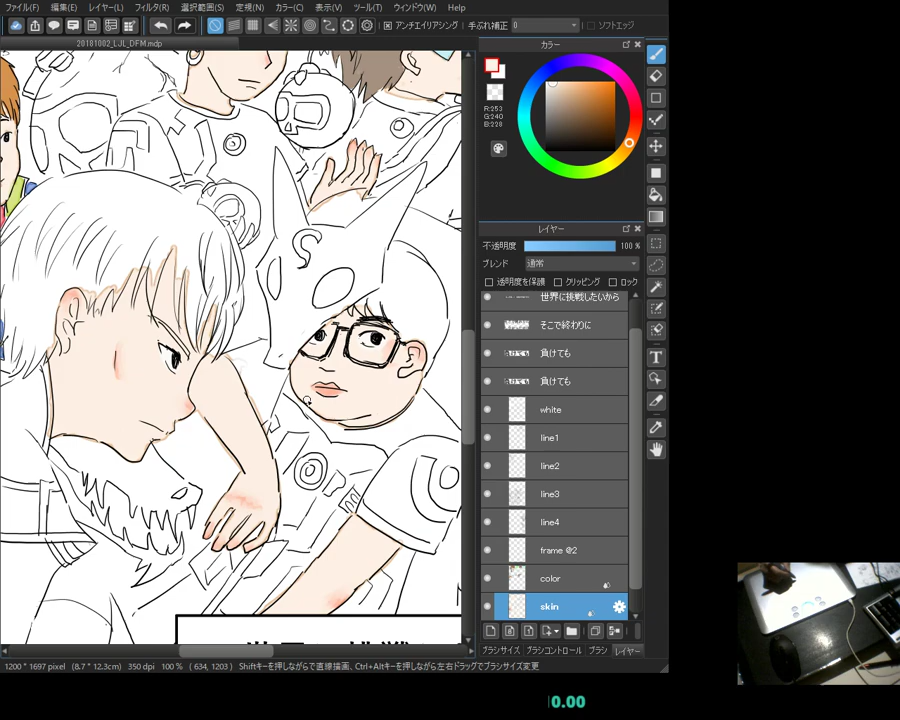 ファイル(F) 編集(E) レイヤー(L) フィルタ(R) 選択範囲(S) 定規(N) カラー(C) 表示(V) ツール(T) ウィンドウ(W) Help
アンチエイリアシング 手ぶれ補正 0 ソフトエッジ
20181002_LJL_DFM.mdp
カラー
R:253
G:240
B:228
レイヤー
不透明度 100 %
ブレンド 通常
透明度を保護 クリッピング ロック
世界に挑戦したいから
そこで終わりに
負けても
負けても
white
line1
line2
line3
line4
frame @2
color
skin
ブラシサイズ ブラシコントロール ブラシ レイヤー
1200 * 1697 pixel (8.7 * 12.3cm) 350 dpi 100 % ( 634, 1203 ) Shiftキーを押しながらで直線描画、Ctrl+Altキーを押しながら左右ドラッグでブラシサイズ変更
0.00